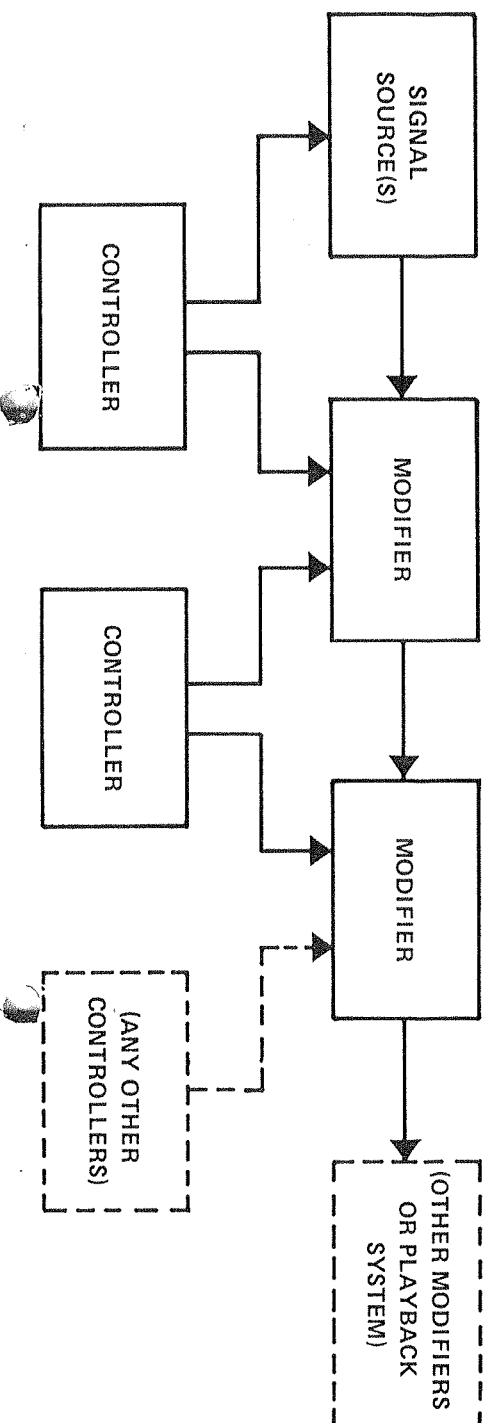 SIGNAL
SOURCE(S)
MODIFIER
MODIFIER
(OTHER MODIFIERS
OR PLAYBACK
SYSTEM)
CONTROLLER
CONTROLLER
(ANY OTHER
CONTROLLERS)